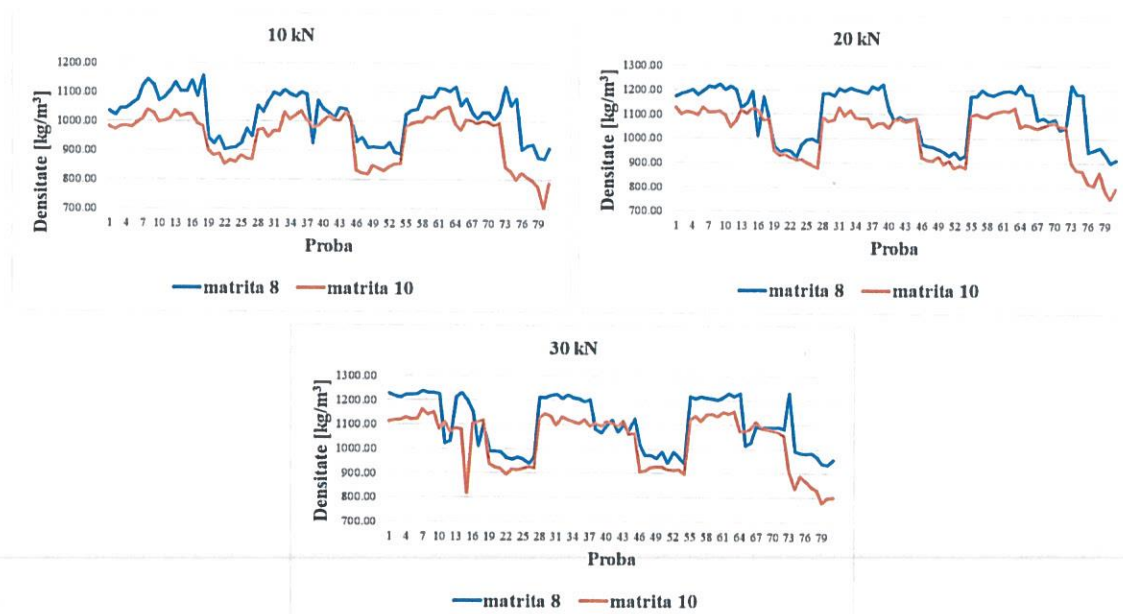 10 kN
Densitate [kg/m³]
1200.00
1100.00
1000.00
900.00
800.00
700.00
1 4 7 10 13 16 19 22 25 28 31 34 37 40 43 46 49 52 55 58 61 64 67 70 73 76 79
Proba
matrita 8 matrita 10
20 kN
Densitate [kg/m³]
1300.00
1200.00
1100.00
1000.00
900.00
800.00
700.00
1 4 7 10 13 16 19 22 25 28 31 34 37 40 43 46 49 52 55 58 61 64 67 70 73 76 79
Proba
matrita 8 matrita 10
30 kN
Densitate [kg/m³]
1300.00
1200.00
1100.00
1000.00
900.00
800.00
700.00
1 4 7 10 13 16 19 22 25 28 31 34 37 40 43 46 49 52 55 58 61 64 67 70 73 76 79
Proba
matrita 8 matrita 10